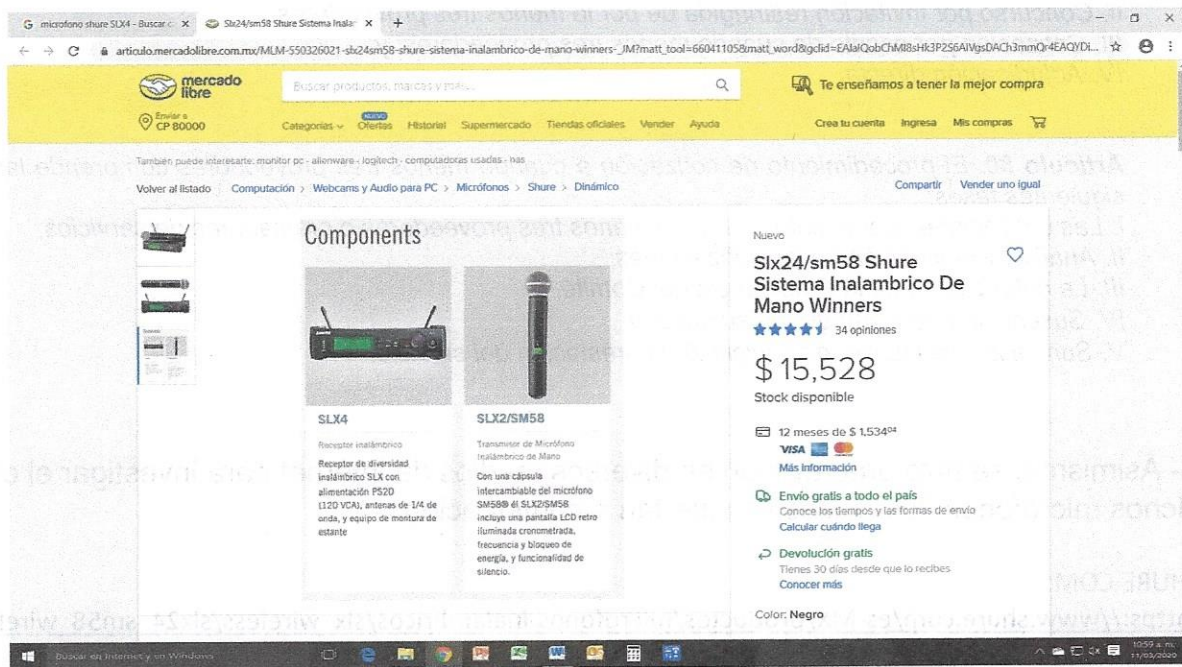 microfono shure SLX4 - Buscar c
Slx24/sm58 Shure Sistema Inala
articulo.mercadolibre.com.mx/MLM-550326021-slx24sm58-shure-sistema-inalambrico-de-mano-winners-_JM?matt_tool=66041105&matt_word&gclid=
mercado
libre
Buscar productos, marcas y más...
Te enseñamos a tener la mejor compra
Enviar a
CP 80000
NUEVO
Categorías Ofertas Historial Supermercado Tiendas oficiales Vender Ayuda
Crea tu cuenta Ingresa Mis compras
También puede interesarte: monitor pc - alienware - logitech - computadoras usadas - nas
Volver al listado Computación > Webcams y Audio para PC > Micrófonos > Shure > Dinámico
Compartir Vender uno igual
Components
SLX4
Receptor inalámbrico
Receptor de diversidad
inalámbrico SLX con
alimentación PS20
(120 VCA), antenas de 1/4 de
onda, y equipo de montura de
estante
SLX2/SM58
Transmisor de Micrófono
Inalámbrico de Mano
Con una cápsula
intercambiable del micrófono
SM58® el SLX2/SM58
incluye una pantalla LCD retro
iluminada cronometrada,
frecuencia y bloqueo de
energía, y funcionalidad de
silencio.
Nuevo
Slx24/sm58 Shure
Sistema Inalambrico De
Mano Winners
34 opiniones
$ 15,528
Stock disponible
12 meses de $ 1,534⁰⁴
VISA
Más información
Envío gratis a todo el país
Conoce los tiempos y las formas de envío
Calcular cuándo llega
Devolución gratis
Tienes 30 días desde que lo recibes
Conocer más
Color: Negro
Buscar en Internet y en Windows
10:59 a. m.
11/03/2020